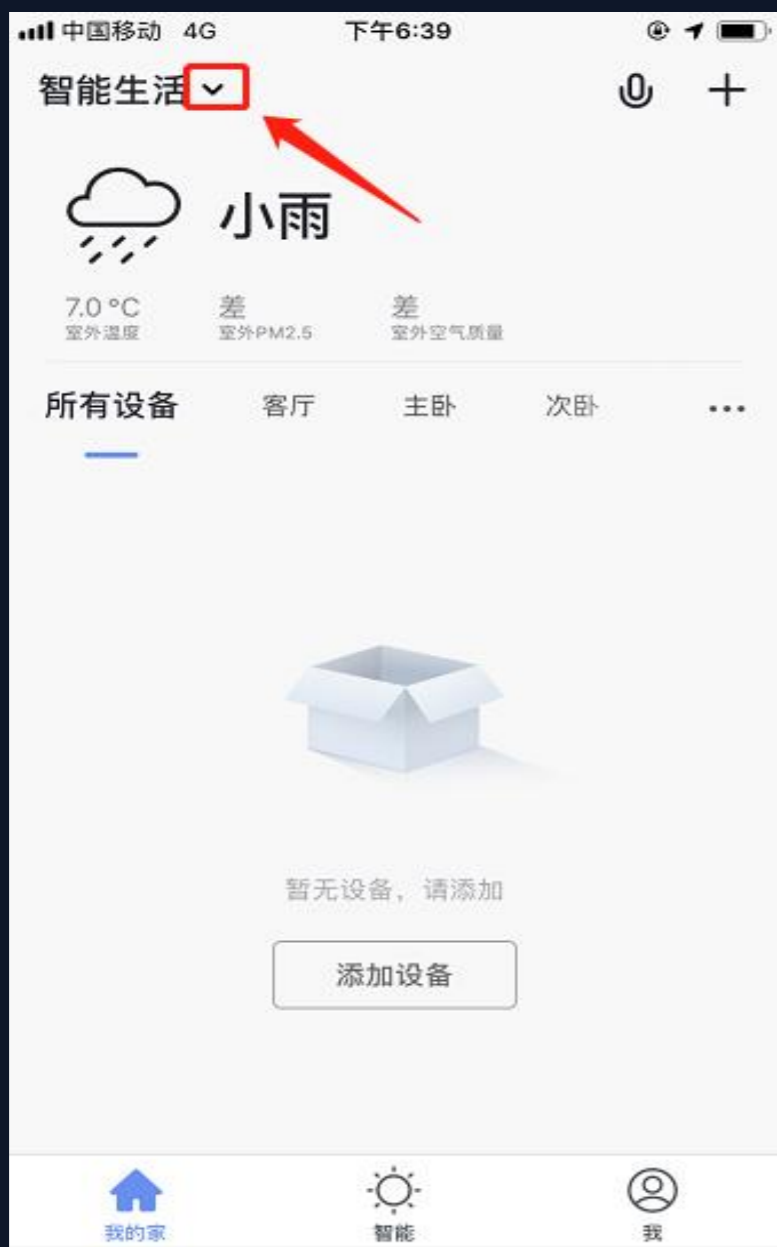 中国移动 4G 下午6:39
智能生活
小雨
7.0 °C 差 差
室外温度 室外PM2.5 室外空气质量
所有设备 客厅 主卧 次卧
暂无设备，请添加
添加设备
我的家 智能 我